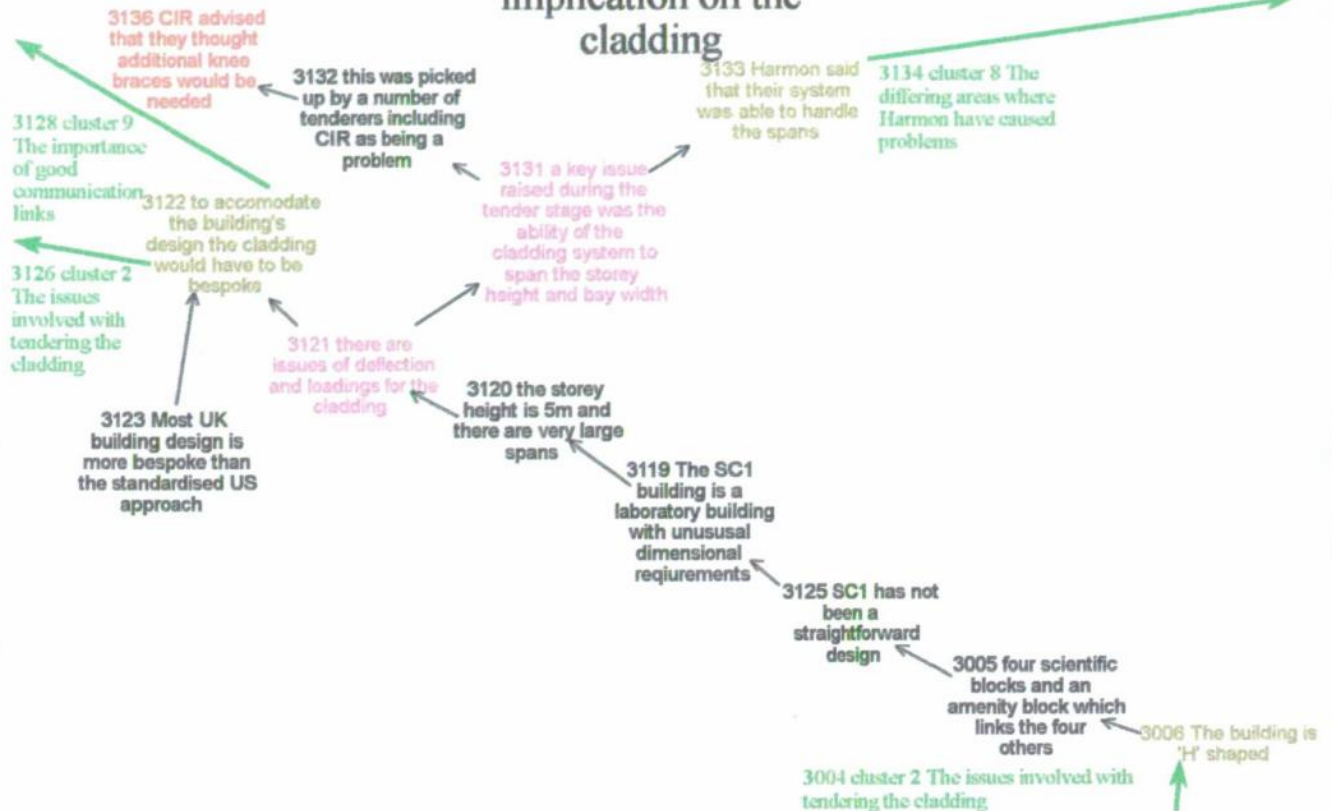 implication on the
cladding
3136 CIR advised
that they thought
additional knee
braces would be
needed
3132 this was picked
up by a number of
tenderers including
CIR as being a
problem
3133 Harmon said
that their system
was able to handle
the spans
3134 cluster 8 The
differing areas where
Harmon have caused
problems
3128 cluster 9
The importance
of good
communication
links
3131 a key issue
raised during the
tender stage was the
ability of the
cladding system to
span the storey
height and bay width
3122 to accomodate
the building's
design the cladding
would have to be
bespoke
3126 cluster 2
The issues
involved with
tendering the
cladding
3121 there are
issues of deflection
and loadings for the
cladding
3120 the storey
height is 5m and
there are very large
spans
3123 Most UK
building design is
more bespoke than
the standardised US
approach
3119 The SC1
building is a
laboratory building
with unususal
dimensional
reqiurements
3125 SC1 has not
been a
straightforward
design
3005 four scientific
blocks and an
amenity block which
links the four
others
3006 The building is
'H' shaped
3004 cluster 2 The issues involved with
tendering the cladding